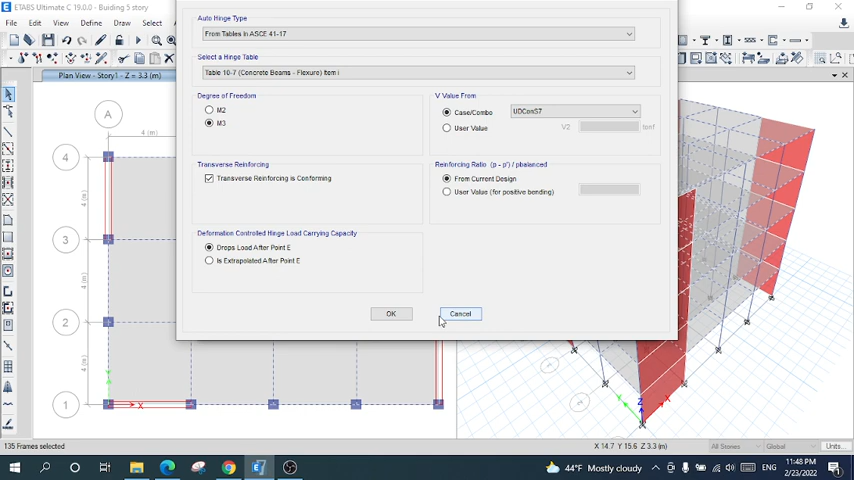 ETABS Ultimate C 19.0.0 - Buiding 5 story
File Edit View Define Draw Select
Plan View - Story1 - Z = 3.3 (m)
Auto Hinge Type
From Tables In ASCE 41-17
Select a Hinge Table
Table 10-7 (Concrete Beams - Flexure) Item i
Degree of Freedom
M2
M3
V Value From
Case/Combo UDConS7
User Value V2 tonf
Transverse Reinforcing
Transverse Reinforcing is Conforming
Reinforcing Ratio (p - p') / pbalanced
From Current Design
User Value (for positive bending)
Deformation Controlled Hinge Load Carrying Capacity
Drops Load After Point E
Is Extrapolated After Point E
OK Cancel
A
4 (m)
4
4 (m)
3
4 (m)
2
4 (m)
1
Y
X
Y X
Z
135 Frames selected
X 14.7 Y 15.6 Z 3.3 (m)
All Stories Global Units...
44°F Mostly cloudy
ENG
11:48 PM
2/23/2022